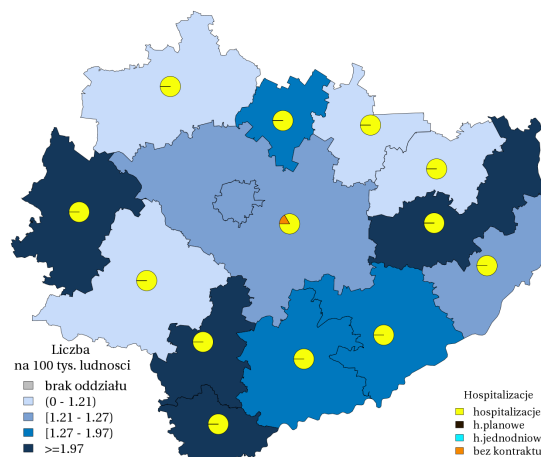 Liczba
na 100 tys. ludnosci
brak oddziału
(0 - 1.21)
[1.21 - 1.27)
[1.27 - 1.97)
>=1.97
Hospitalizacje
hospitalizacje
h.planowe
h.jednodniow
bez kontraktu